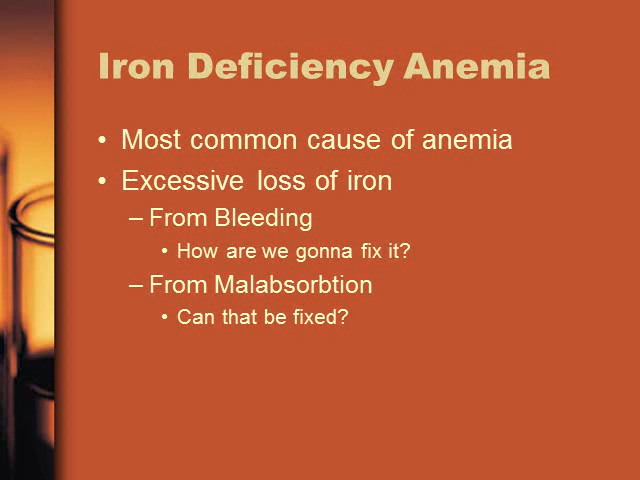 Iron Deficiency Anemia
• Most common cause of anemia
• Excessive loss of iron
– From Bleeding
• How are we gonna fix it?
– From Malabsorbtion
• Can that be fixed?